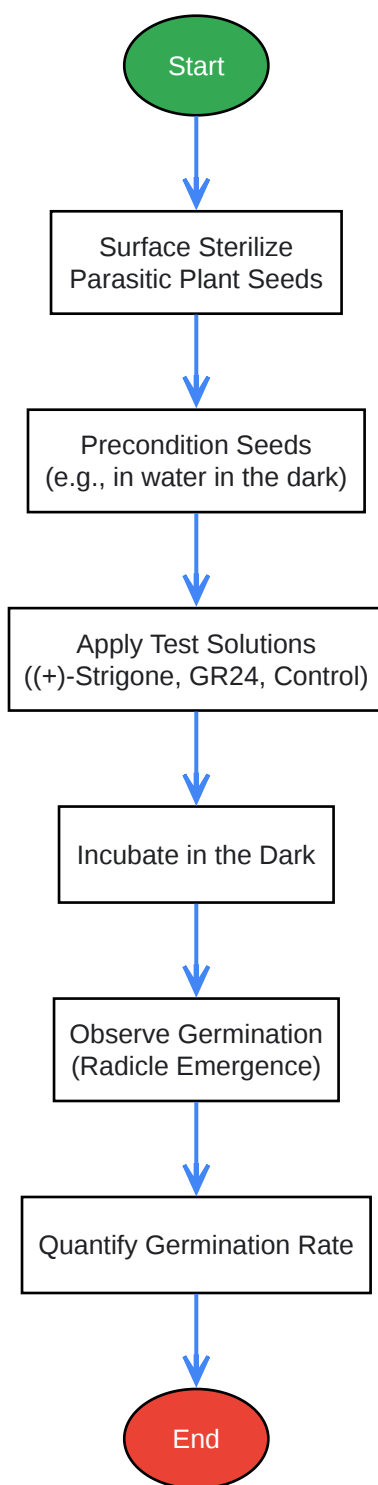 Start
Surface Sterilize
Parasitic Plant Seeds
Precondition Seeds
(e.g., in water in the dark)
Apply Test Solutions
((+)-Strigone, GR24, Control)
Incubate in the Dark
Observe Germination
(Radicle Emergence)
Quantify Germination Rate
End